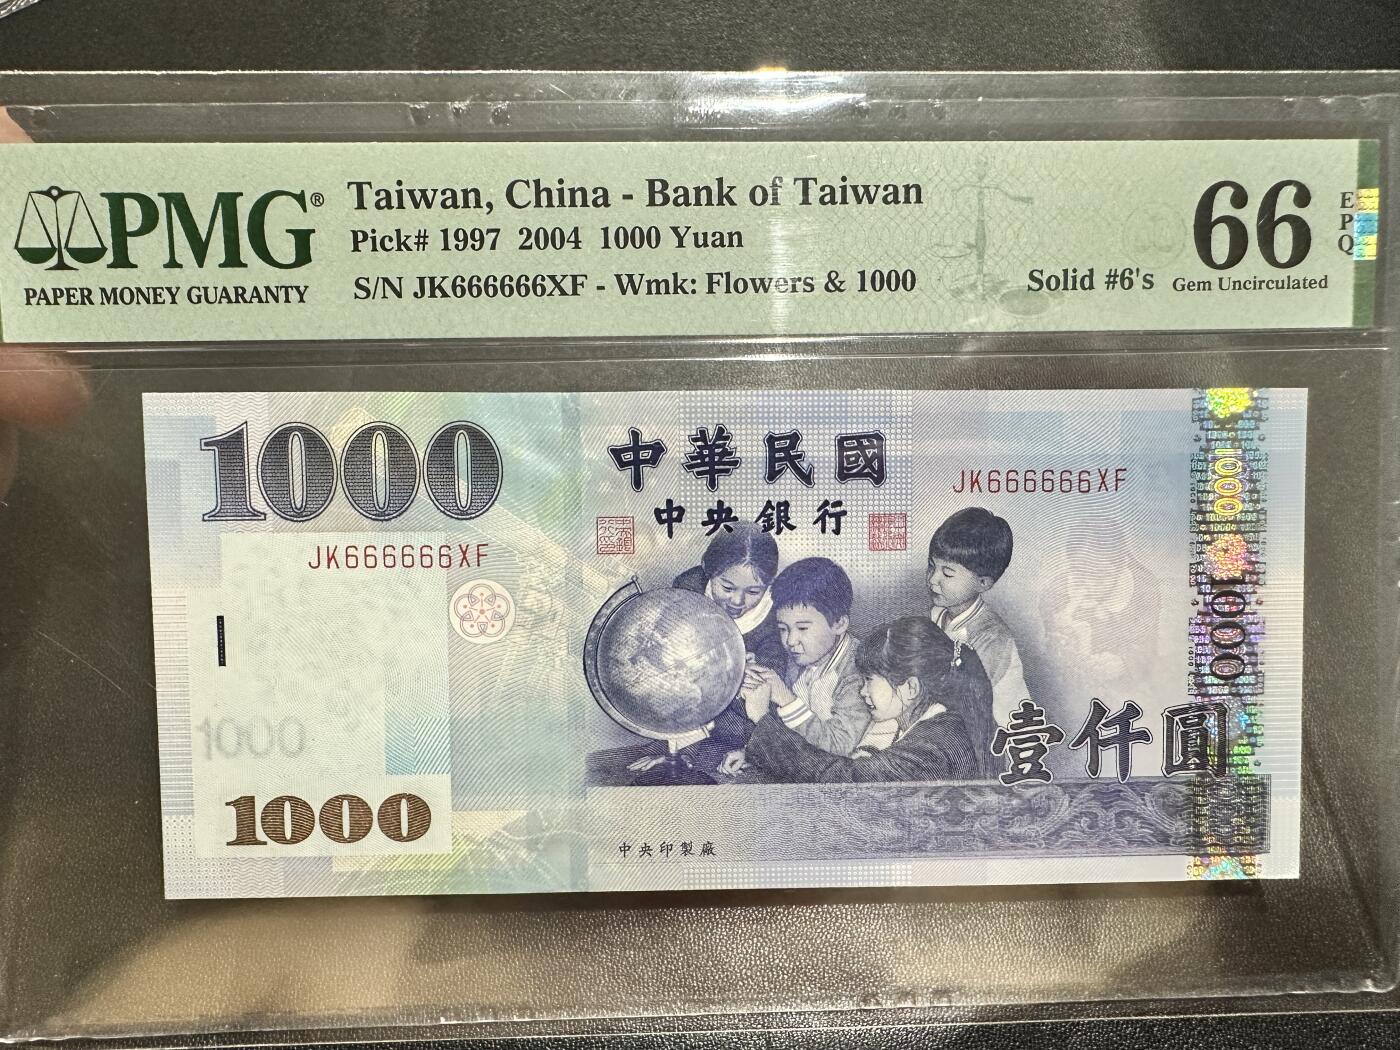 PMG®
PAPER MONEY GUARANTY
Taiwan, China - Bank of Taiwan
Pick# 1997 2004 1000 Yuan
S/N JK666666XF - Wmk: Flowers & 1000
Solid #6's
66
EPQ
Gem Uncirculated
1000
中華民國
中央銀行
JK666666XF
JK666666XF
1000
1000
1000
1000
壹仟圓
中央印製廠